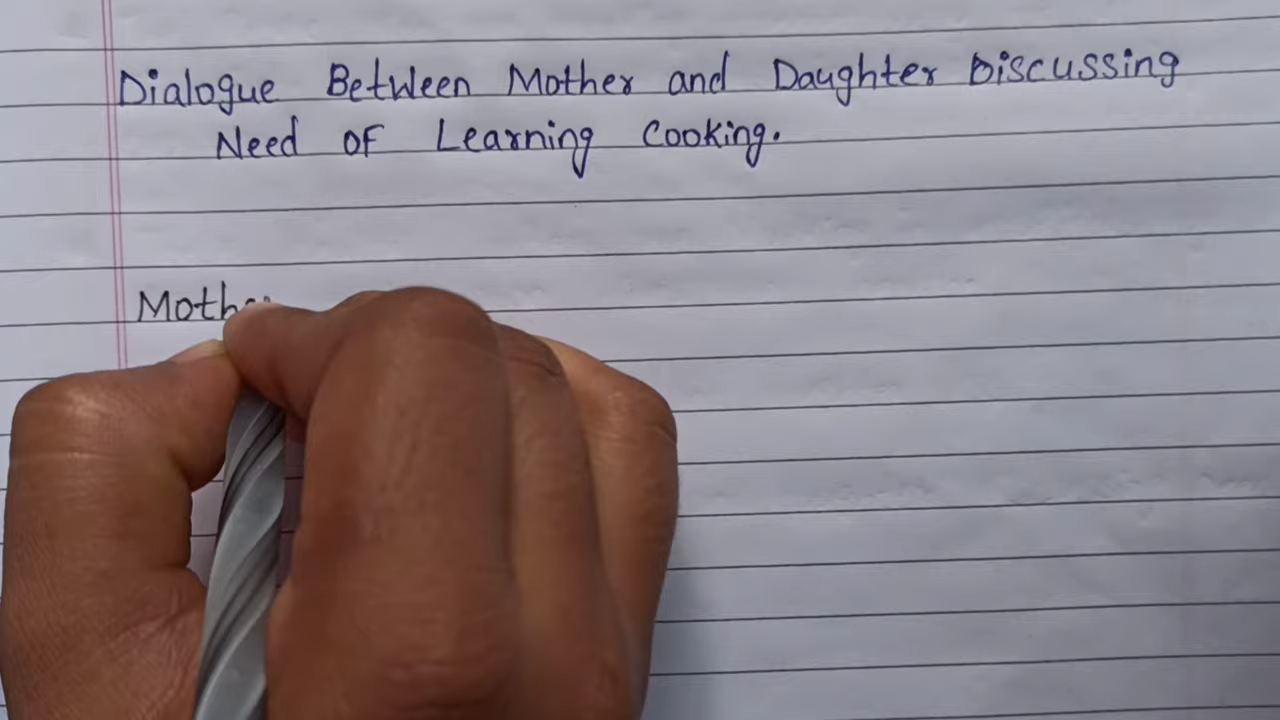 Dialogue Between Mother and Daughter Discussing
Need of Learning Cooking.